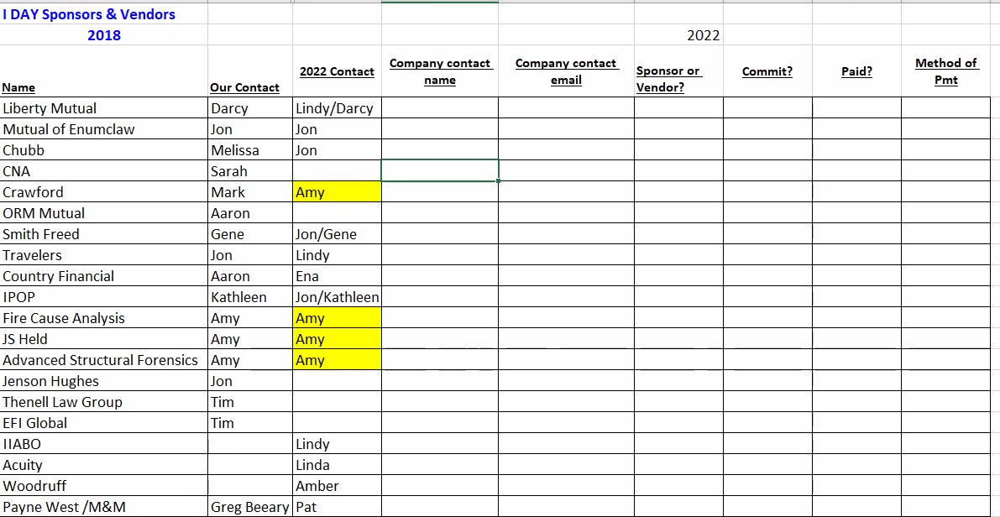 I DAY Sponsors & Vendors
2018 2022
Name Our Contact 2022 Contact Company contact name Company contact email Sponsor or Vendor? Commit? Paid? Method of Pmt
Liberty Mutual Darcy Lindy/Darcy
Mutual of Enumclaw Jon Jon
Chubb Melissa Jon
CNA Sarah
Crawford Mark Amy
ORM Mutual Aaron
Smith Freed Gene Jon/Gene
Travelers Jon Lindy
Country Financial Aaron Ena
IPOP Kathleen Jon/Kathleen
Fire Cause Analysis Amy Amy
JS Held Amy Amy
Advanced Structural Forensics Amy Amy
Jenson Hughes Jon
Thenell Law Group Tim
EFI Global Tim
IIABO Lindy
Acuity Linda
Woodruff Amber
Payne West /M&M Greg Beeary Pat